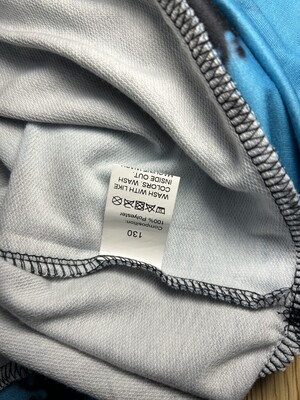 130
Composition
100% Polyester
WASH WITH LIKE
COLORS. WASH
INSIDE OUT